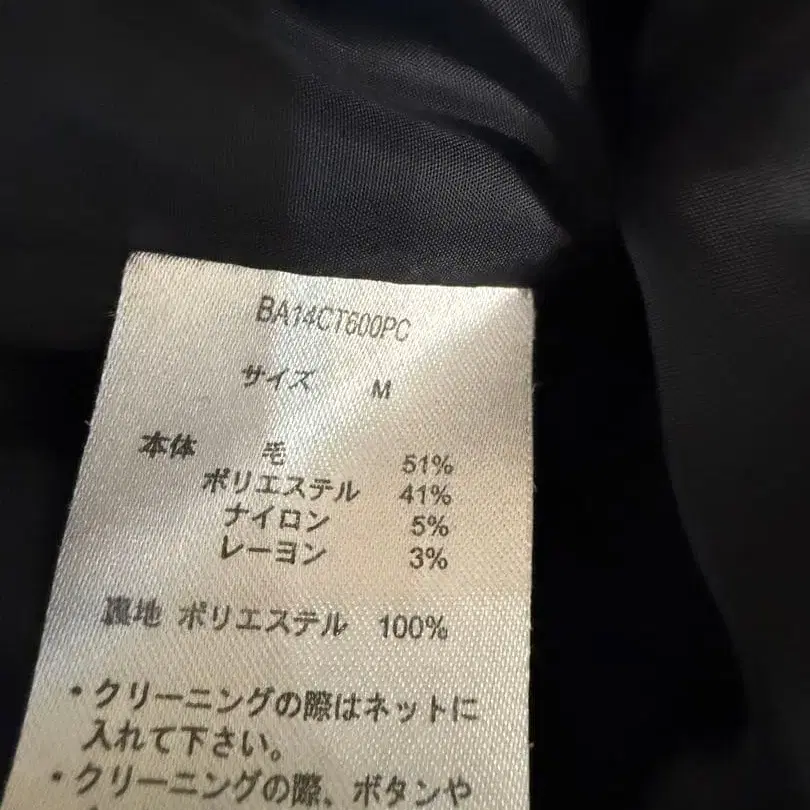 BA14CT600PC
サイズ M
本体 毛 51%
ポリエステル 41%
ナイロン 5%
レーヨン 3%
裏地 ポリエステル 100%
・クリーニングの際はネットに
入れて下さい。
・クリーニングの際、ボタンや